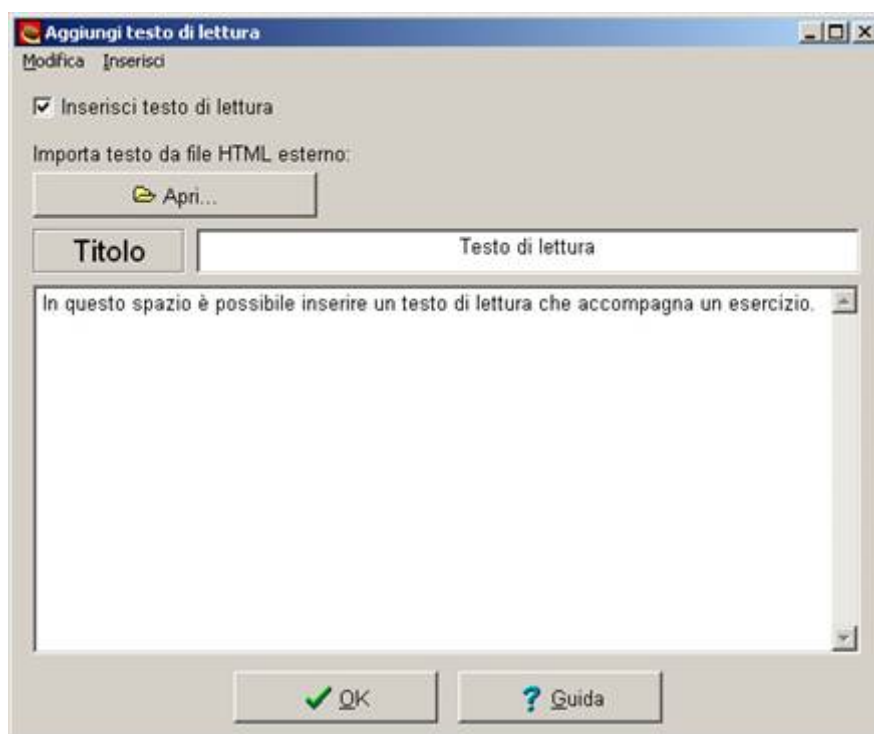 Aggiungi testo di lettura
Modifica Inserisci
Inserisci testo di lettura
Importa testo da file HTML esterno:
Apri...
Titolo Testo di lettura
In questo spazio è possibile inserire un testo di lettura che accompagna un esercizio.
OK ? Guida